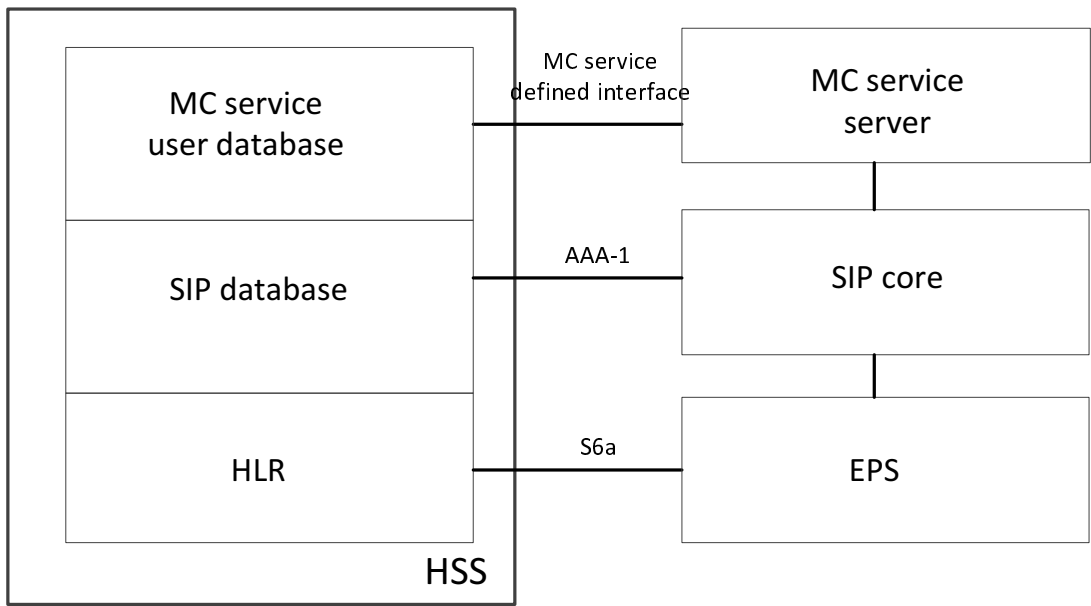 MC service
user database
MC service
defined interface
MC service
server
SIP database
AAA-1
SIP core
HLR
S6a
EPS
HSS